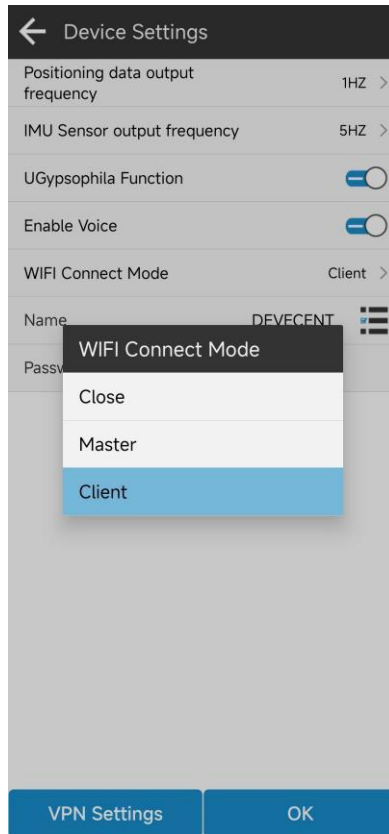 Device Settings
Positioning data output
frequency
1HZ
IMU Sensor output frequency
5HZ
UGypsophila Function
Enable Voice
WIFI Connect Mode
Client
Name
DEVECENT
WIFI Connect Mode
Close
Master
Client
VPN Settings
OK